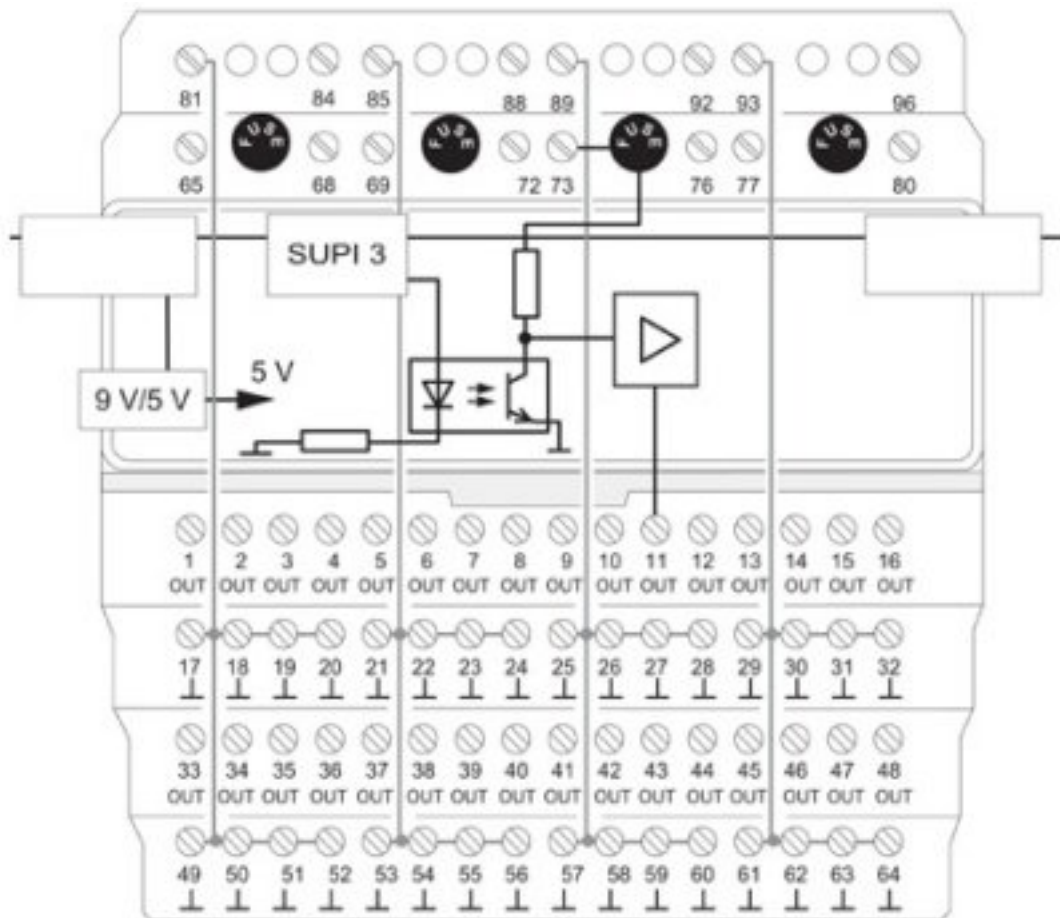 81 84 85 88 89 92 93 96
FUSE FUSE FUSE FUSE
65 68 69 72 73 76 77 80
SUPI 3
5 V
9 V/5 V
1 2 3 4 5 6 7 8 9 10 11 12 13 14 15 16
OUT OUT OUT OUT OUT OUT OUT OUT OUT OUT OUT OUT OUT OUT OUT OUT
17 18 19 20 21 22 23 24 25 26 27 28 29 30 31 32
33 34 35 36 37 38 39 40 41 42 43 44 45 46 47 48
OUT OUT OUT OUT OUT OUT OUT OUT OUT OUT OUT OUT OUT OUT OUT OUT
49 50 51 52 53 54 55 56 57 58 59 60 61 62 63 64